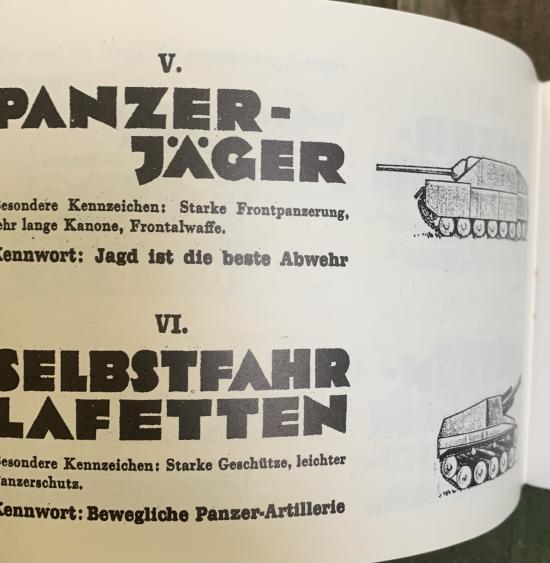 V.
PANZER-
JÄGER
esondere Kennzeichen: Starke Frontpanzerung,
ehr lange Kanone, Frontalwaffe.
Kennwort: Jagd ist die beste Abwehr
VI.
SELBSTFAHR
LAFETTEN
esondere Kennzeichen: Starke Geschütze, leichter
anzerschutz.
Kennwort: Bewegliche Panzer-Artillerie